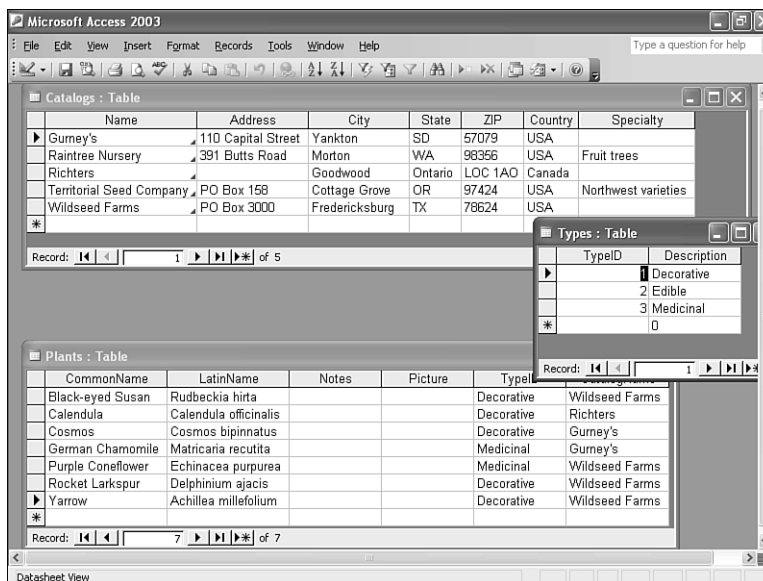 Microsoft Access 2003
File Edit View Insert Format Records Tools Window Help Type a question for help
Catalogs : Table
Name Address City State ZIP Country Specialty
Gurney's 110 Capital Street Yankton SD 57079 USA
Raintree Nursery 391 Butts Road Morton WA 98356 USA Fruit trees
Richters Goodwood Ontario LOC 1AO Canada
Territorial Seed Company PO Box 158 Cottage Grove OR 97424 USA Northwest varieties
Wildseed Farms PO Box 3000 Fredericksburg TX 78624 USA
Record: 1 of 5
Types : Table
TypeID Description
1 Decorative
2 Edible
3 Medicinal
0
Record: 1
Plants : Table
CommonName LatinName Notes Picture TypeID
Black-eyed Susan Rudbeckia hirta Decorative Wildseed Farms
Calendula Calendula officinalis Decorative Richters
Cosmos Cosmos bipinnatus Decorative Gurney's
German Chamomile Matricaria recutita Medicinal Gurney's
Purple Coneflower Echinacea purpurea Medicinal Wildseed Farms
Rocket Larkspur Delphinium ajacis Decorative Wildseed Farms
Yarrow Achillea millefolium Decorative Wildseed Farms
Record: 7 of 7
Datasheet View